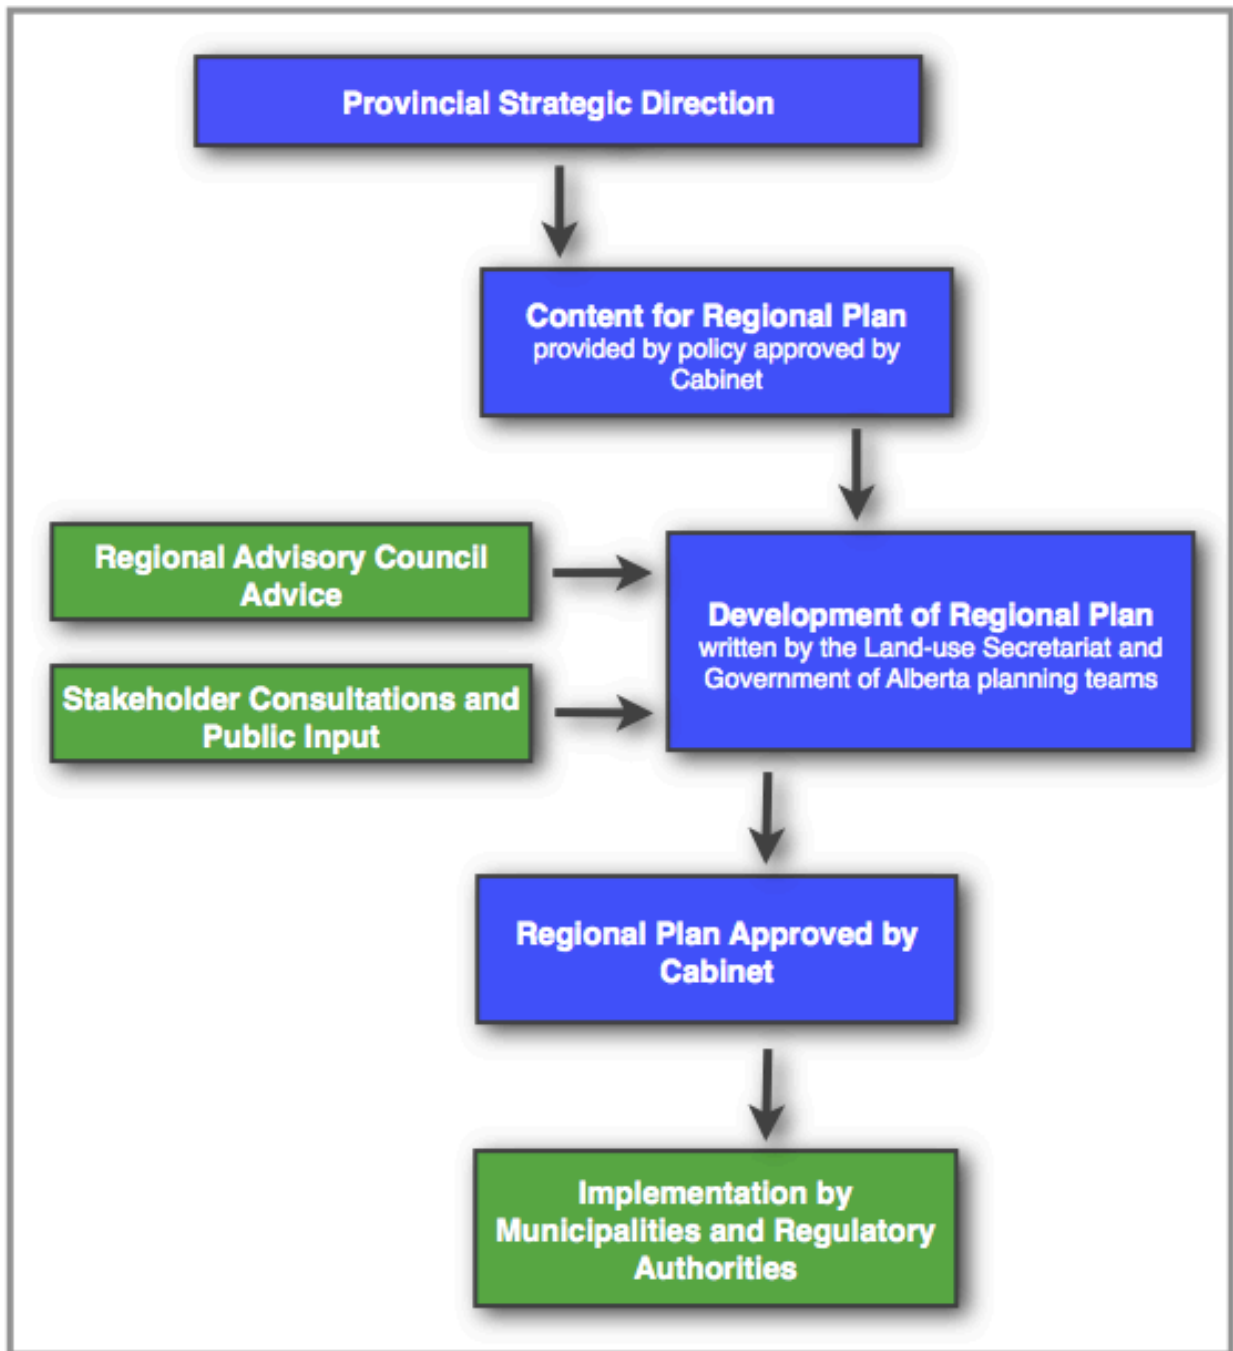 Provincial Strategic Direction
Content for Regional Plan
provided by policy approved by
Cabinet
Regional Advisory Council
Advice
Stakeholder Consultations and
Public Input
Development of Regional Plan
written by the Land-use Secretariat and
Government of Alberta planning teams
Regional Plan Approved by
Cabinet
Implementation by
Municipalities and Regulatory
Authorities